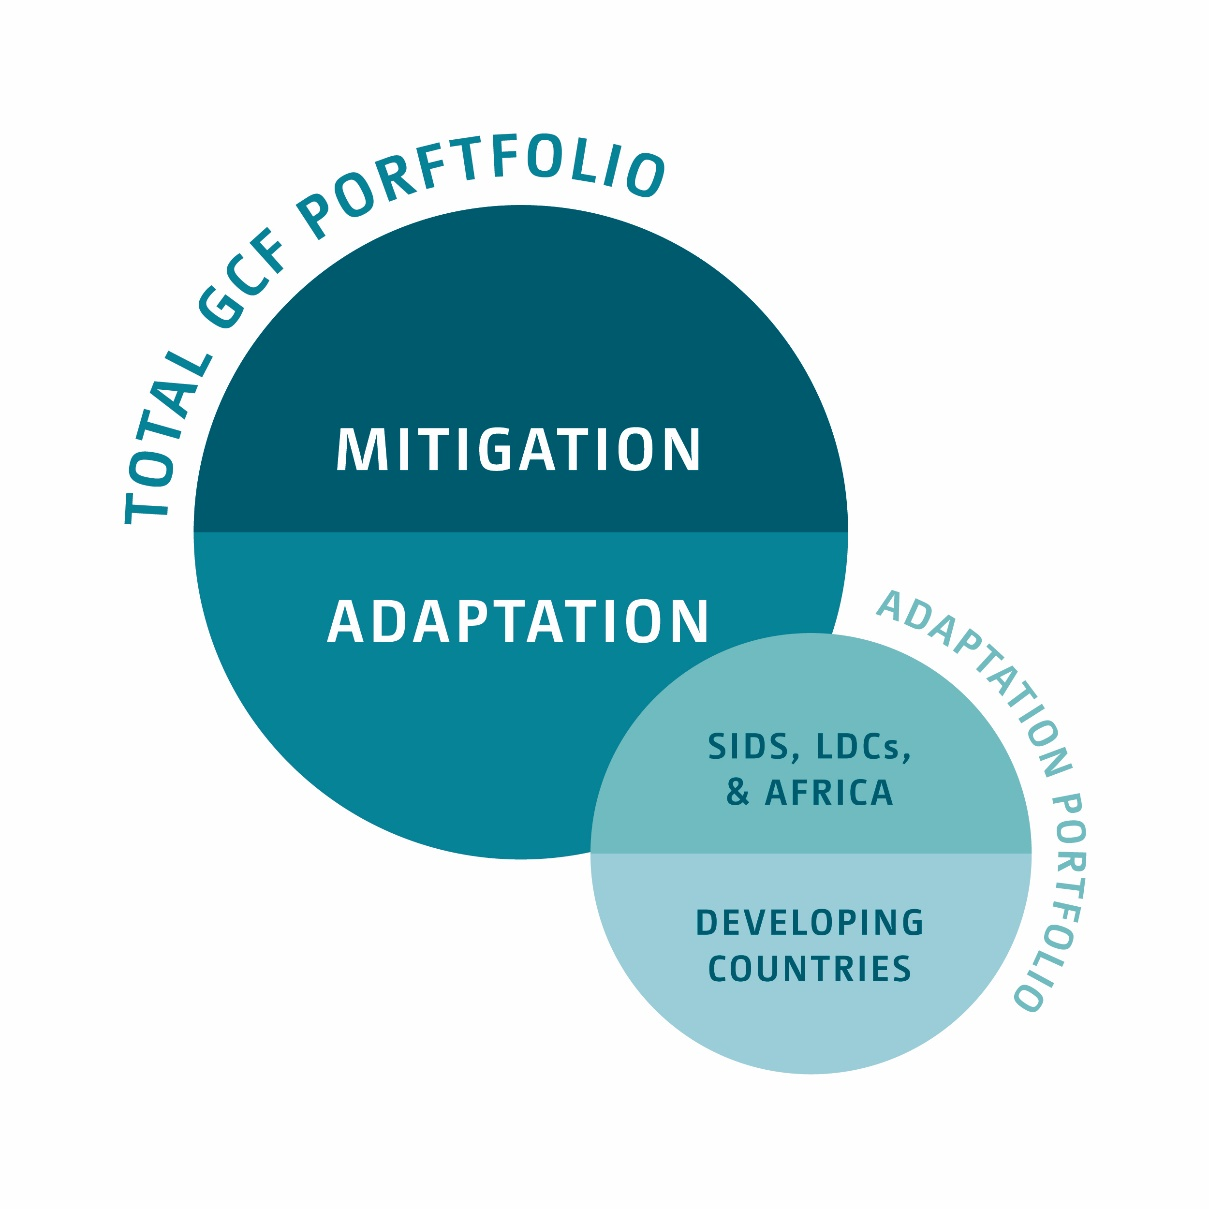 TOTAL GCF PORFTFOLIO
MITIGATION
ADAPTATION
ADAPTATION PORTFOLIO
SIDS, LDCs,
& AFRICA
DEVELOPING
COUNTRIES